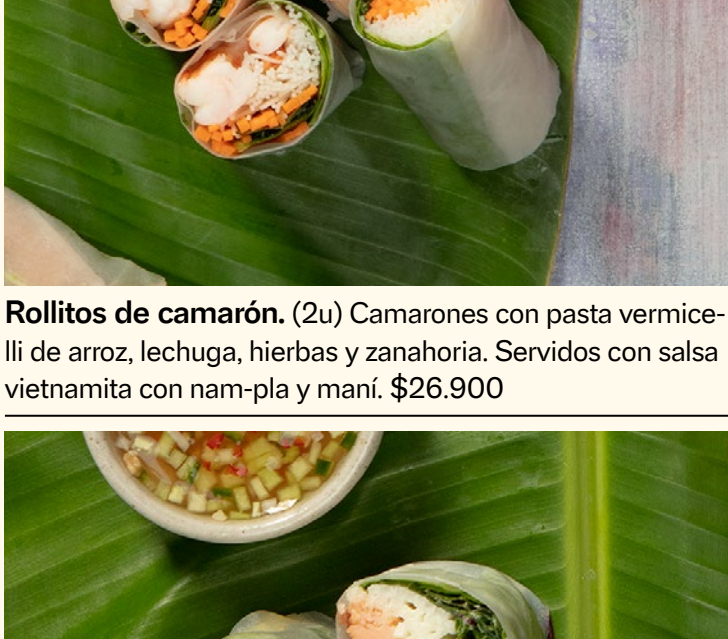 Rollitos de camarón. (2u) Camarones con pasta vermice-
lli de arroz, lechuga, hierbas y zanahoria. Servidos con salsa
vietnamita con nam-pla y maní. $26.900